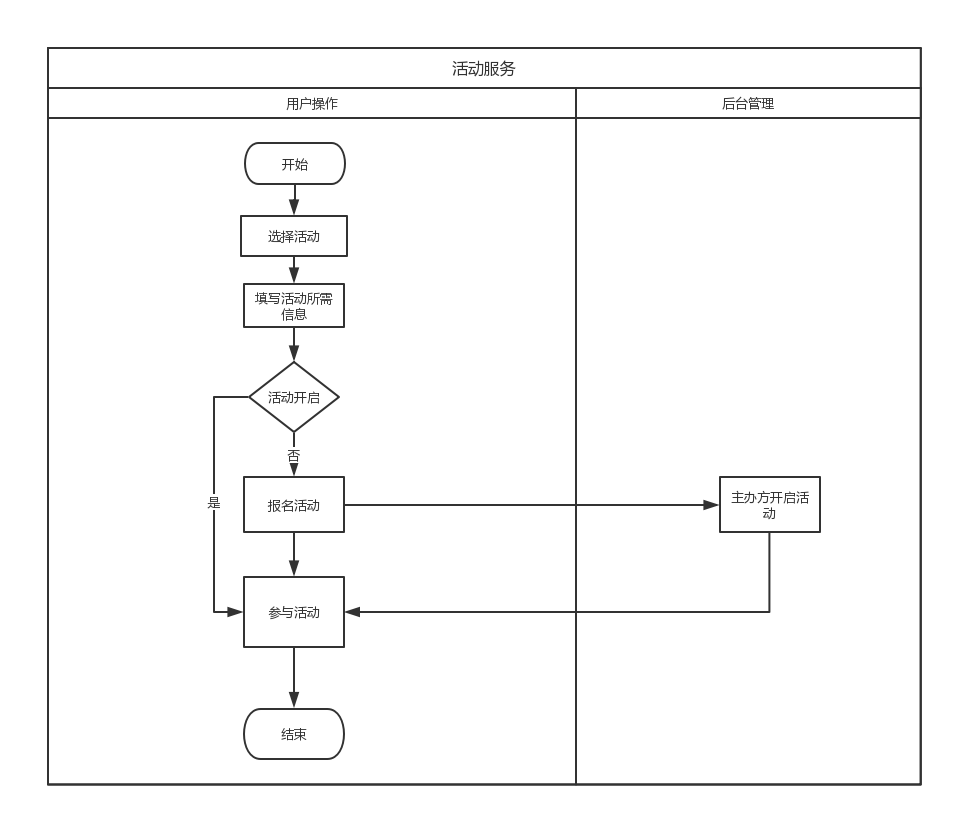 活动服务
用户操作
后台管理
开始
选择活动
填写活动所需
信息
活动开启
否
是
报名活动
主办方开启活
动
参与活动
结束